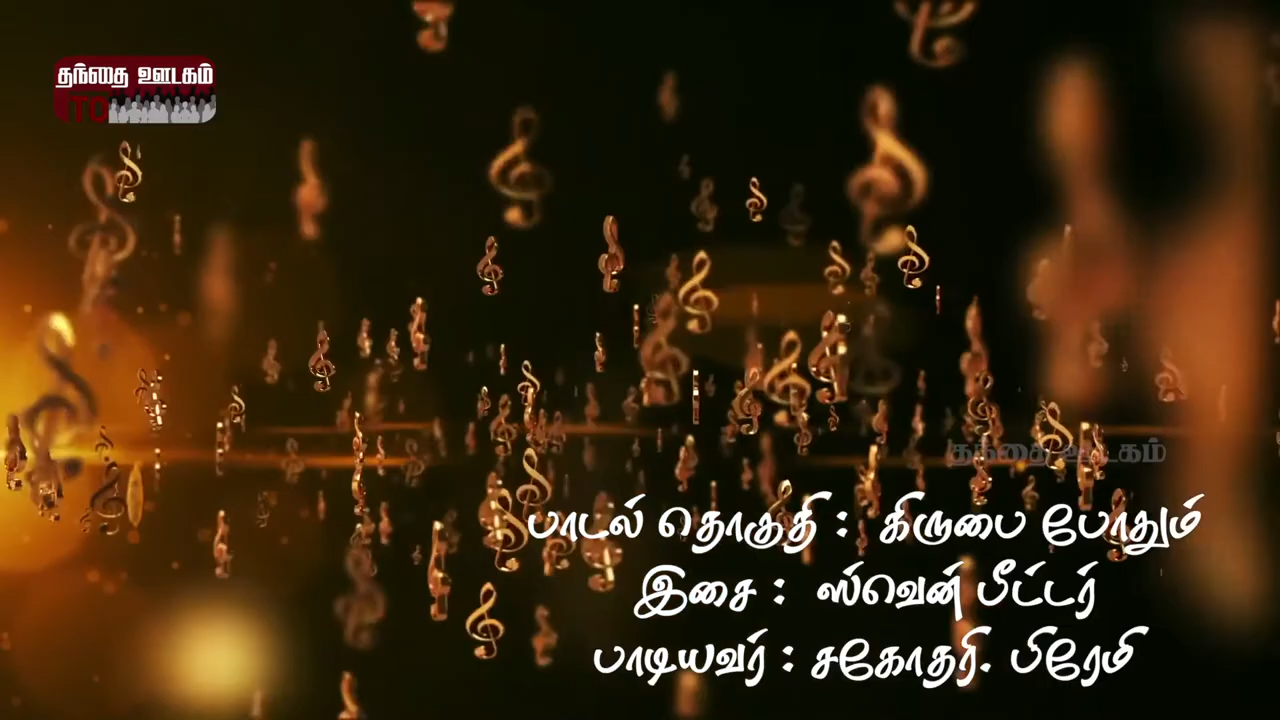 தந்தை ஊடகம்
TO
தந்தை ஊடகம்
பாடல் தொகுதி : கிருபை போதும்
இசை : ஸ்வென் பீட்டர்
பாடியவர் : சகோதரி. பிரேமி